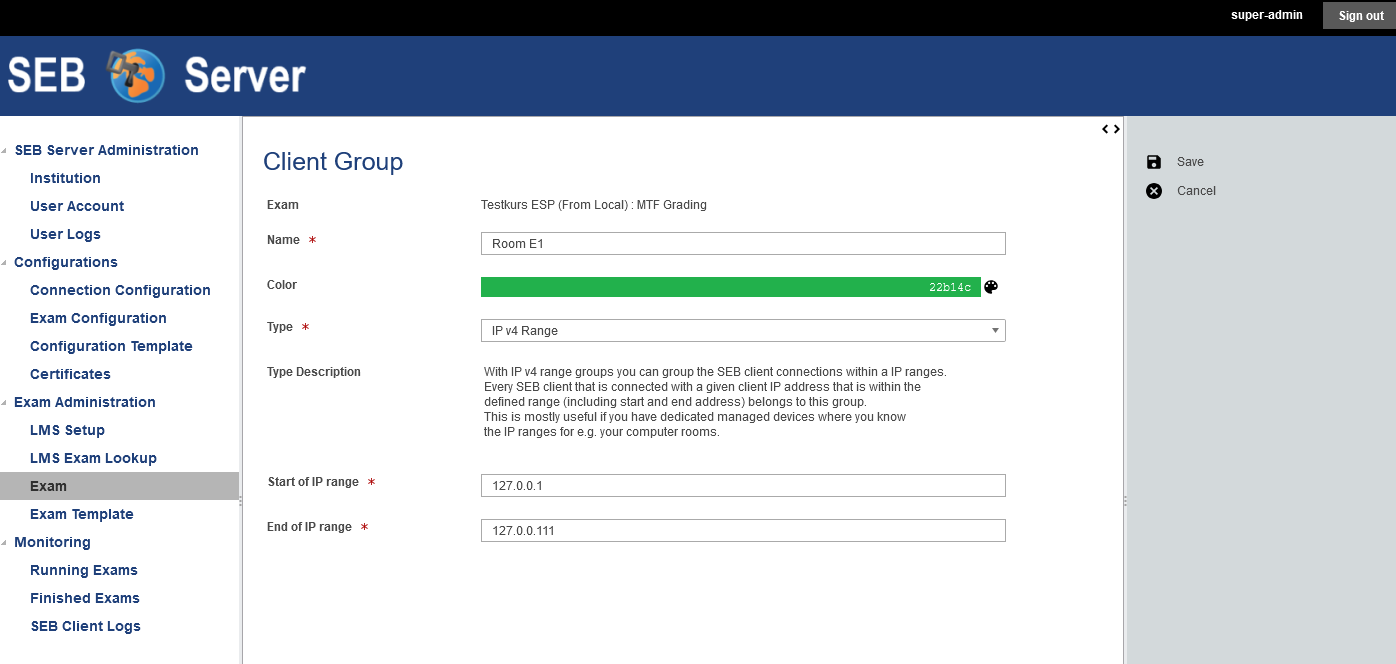 super-admin
Sign out
SEB Server
SEB Server Administration
Institution
User Account
User Logs
Configurations
Connection Configuration
Exam Configuration
Configuration Template
Certificates
Exam Administration
LMS Setup
LMS Exam Lookup
Exam
Exam Template
Monitoring
Running Exams
Finished Exams
SEB Client Logs
Client Group
Exam Testkurs ESP (From Local) : MTF Grading
Name * Room E1
Color 22b14c
Type * IP v4 Range
Type Description
With IP v4 range groups you can group the SEB client connections within a IP ranges.
Every SEB client that is connected with a given client IP address that is within the
defined range (including start and end address) belongs to this group.
This is mostly useful if you have dedicated managed devices where you know
the IP ranges for e.g. your computer rooms.
Start of IP range * 127.0.0.1
End of IP range * 127.0.0.111
Save
Cancel